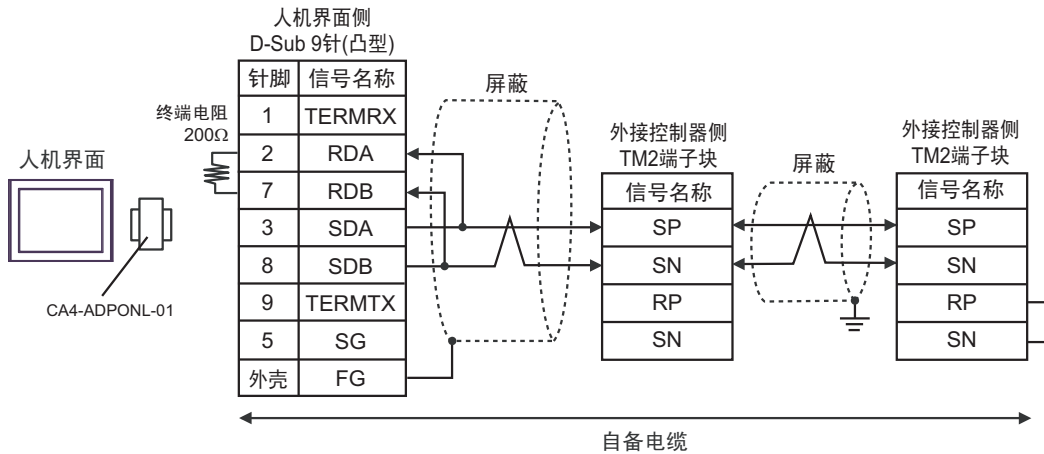 人机界面侧
D-Sub 9针(凸型)
针脚 信号名称
1 TERMRX
2 RDA
7 RDB
3 SDA
8 SDB
9 TERMTX
5 SG
外壳 FG
终端电阻
200Ω
人机界面
CA4-ADPONL-01
屏蔽
外接控制器侧
TM2端子块
信号名称
SP
SN
RP
SN
屏蔽
外接控制器侧
TM2端子块
信号名称
SP
SN
RP
SN
自备电缆